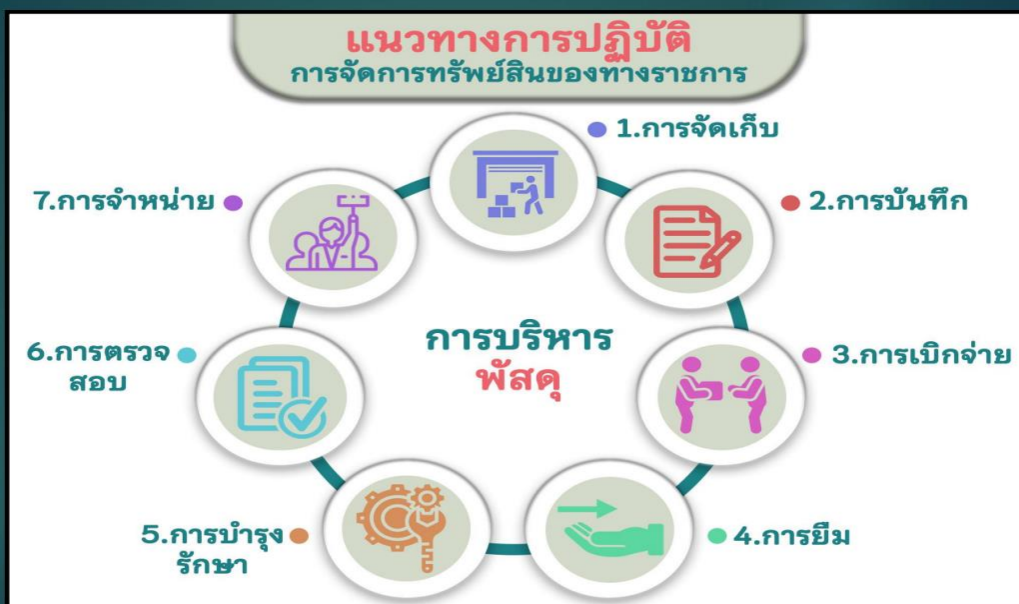 แนวทางการปฏิบัติ
การจัดการทรัพย์สินของทางราชการ
1.การจัดเก็บ
2.การบันทึก
3.การเบิกจ่าย
4.การยืม
5.การบำรุง
รักษา
6.การตรวจ
สอบ
7.การจำหน่าย
การบริหาร
พัสดุ